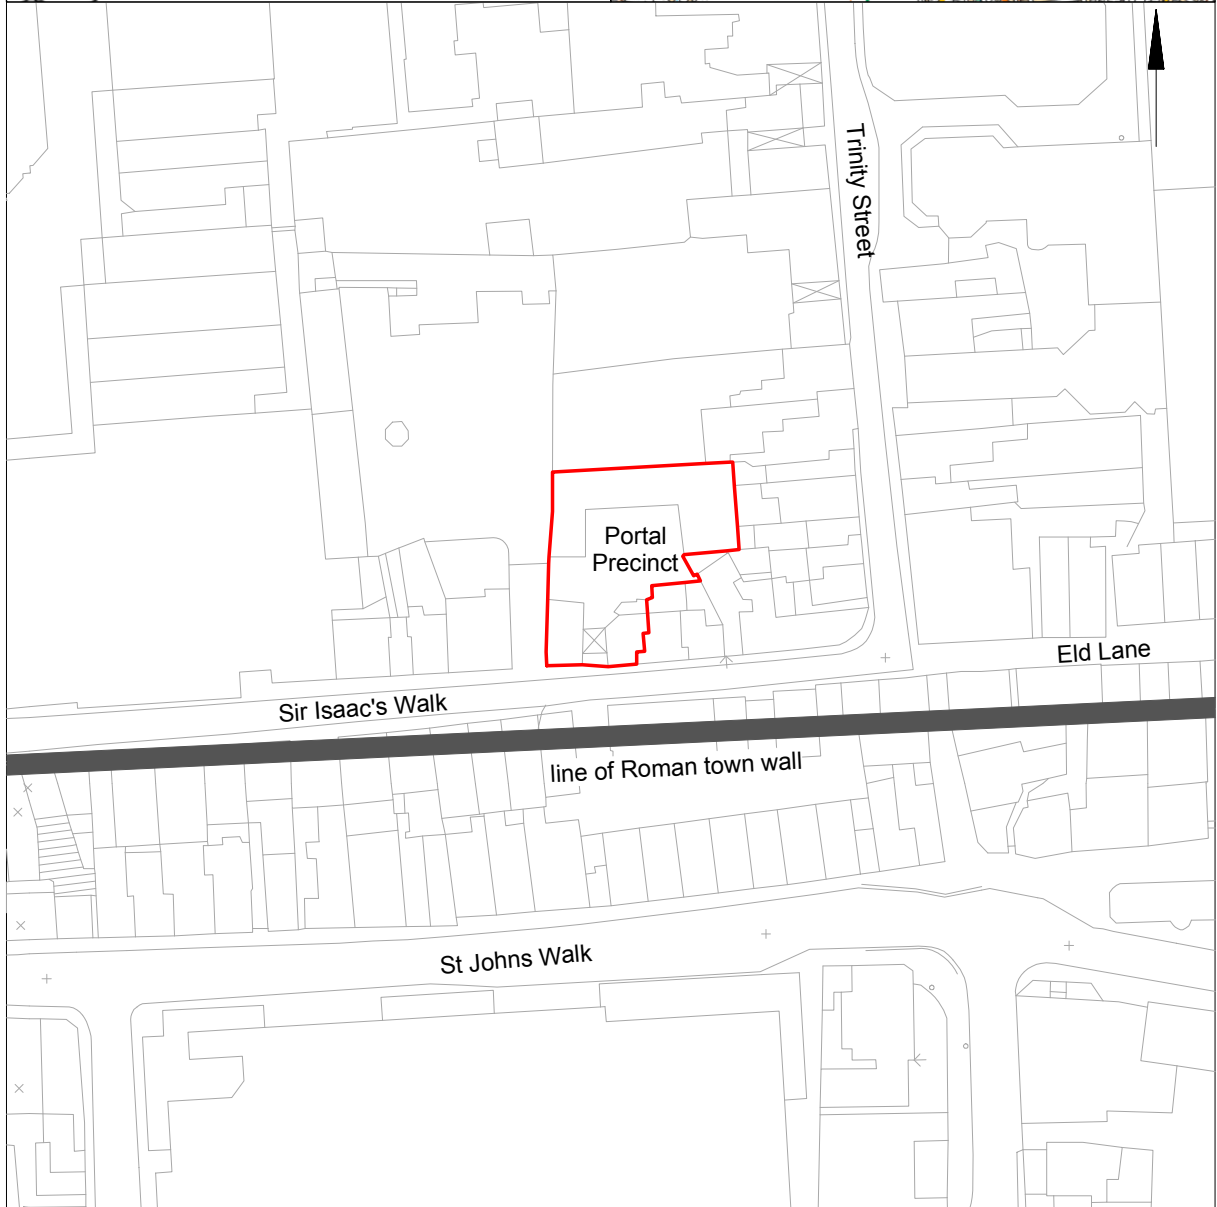 Trinity Street
Portal
Precinct
Eld Lane
Sir Isaac's Walk
line of Roman town wall
St Johns Walk